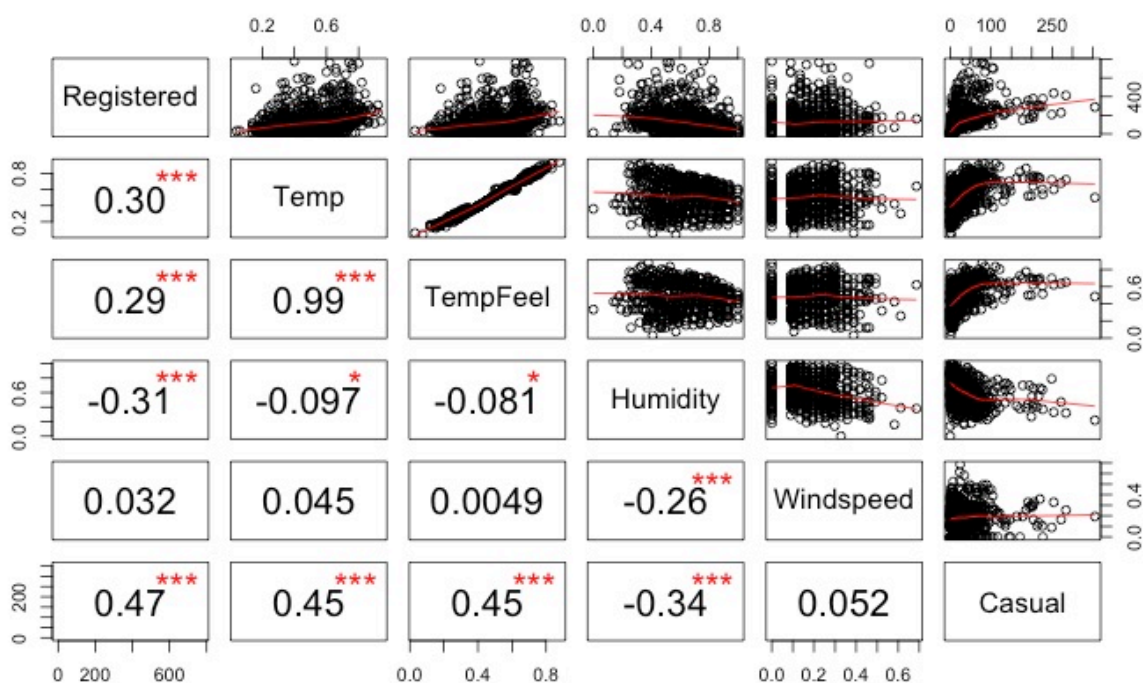 0.2 0.6 0.0 0.4 0.8 0 100 250
Registered 0 400
0.2 0.8 0.30 *** Temp
0.29 *** 0.99 *** TempFeel 0.0 0.6
0.0 0.6 -0.31 *** -0.097 * -0.081 * Humidity
0.032 0.045 0.0049 -0.26 *** Windspeed 0.0 0.4
0 200 0.47 *** 0.45 *** 0.45 *** -0.34 *** 0.052 Casual
0 200 600 0.0 0.4 0.8 0.0 0.2 0.4 0.6